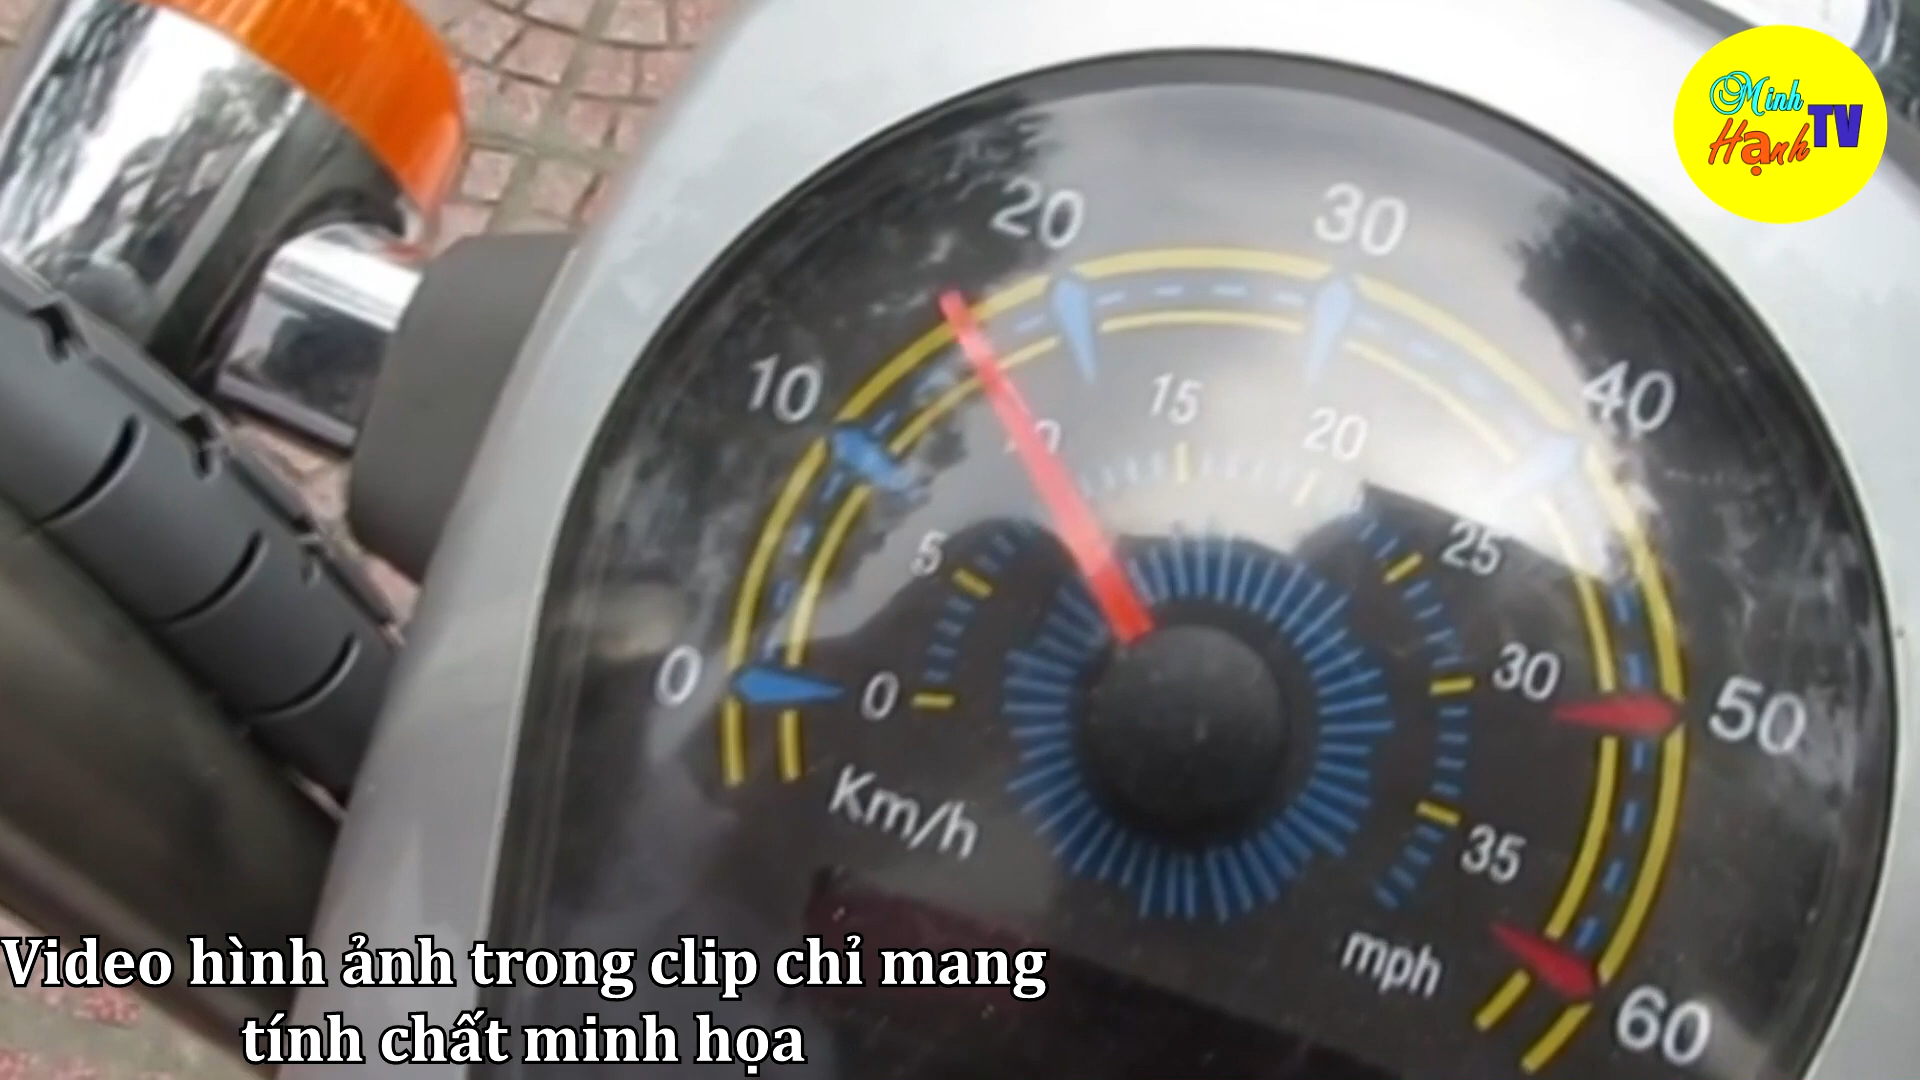 Minh
Hạnh TV
20
30
10
40
15
10
20
5
25
0
0
30
50
Km/h
35
mph
60
Video hình ảnh trong clip chỉ mang
tính chất minh họa